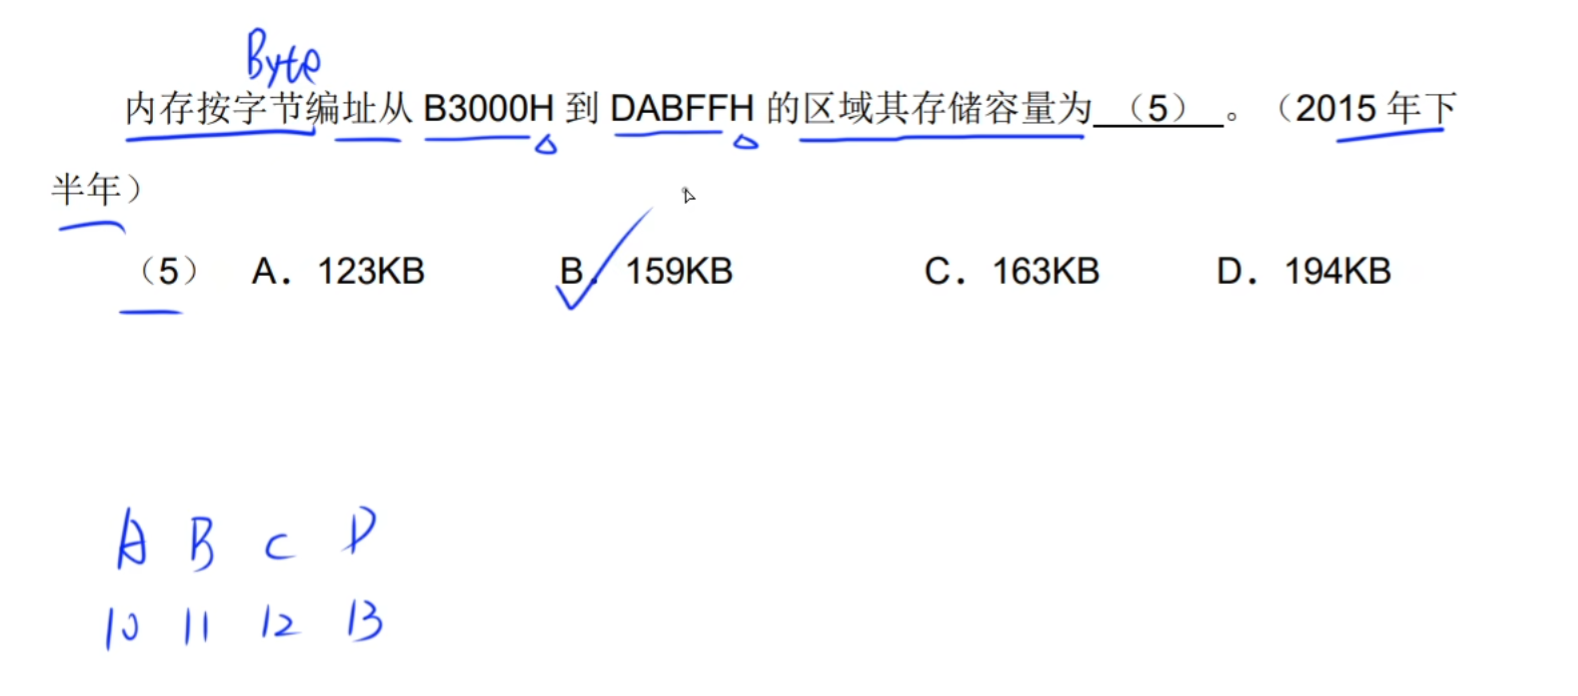 Byte
内存按字节编址从 B3000H 到 DABFFH 的区域其存储容量为 （5） 。（2015 年下
半年）
（5） A．123KB B．159KB C．163KB D．194KB
A B C D
10 11 12 13